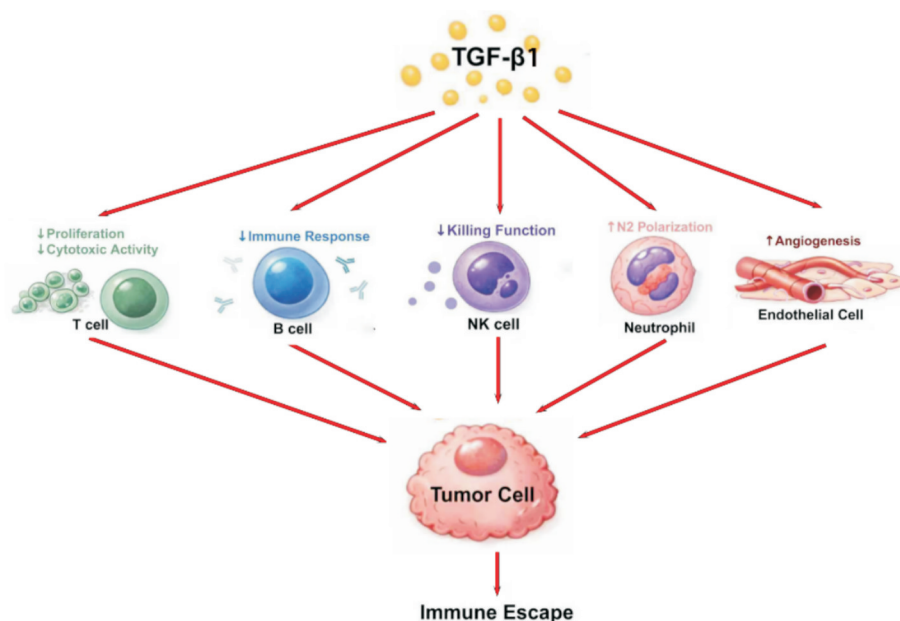 TGF-β1
↓Proliferation
↓Cytotoxic Activity
T cell
↓Immune Response
B cell
↓Killing Function
NK cell
↑N2 Polarization
Neutrophil
↑Angiogenesis
Endothelial Cell
Tumor Cell
Immune Escape